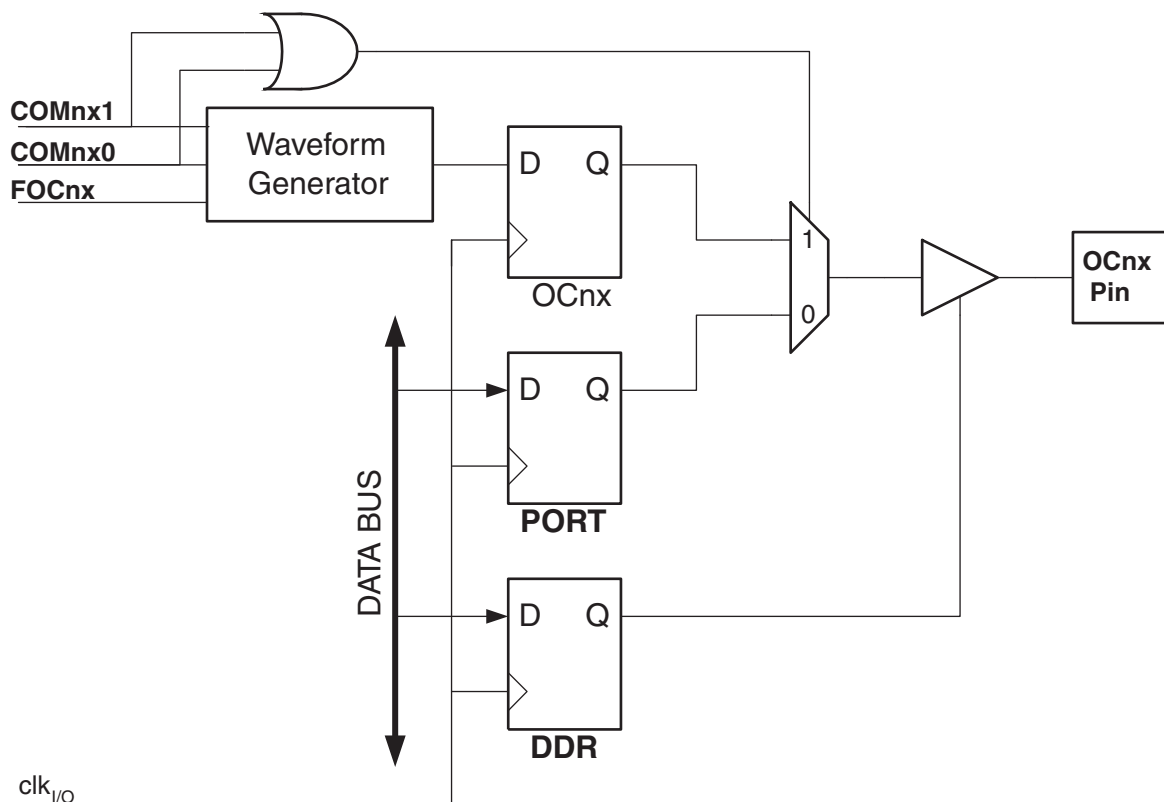 COMnx1
COMnx0
FOCnx
Waveform
Generator
D Q
OCnx
1
0
OCnx
Pin
D Q
PORT
DATA BUS
D Q
DDR
clkI/O